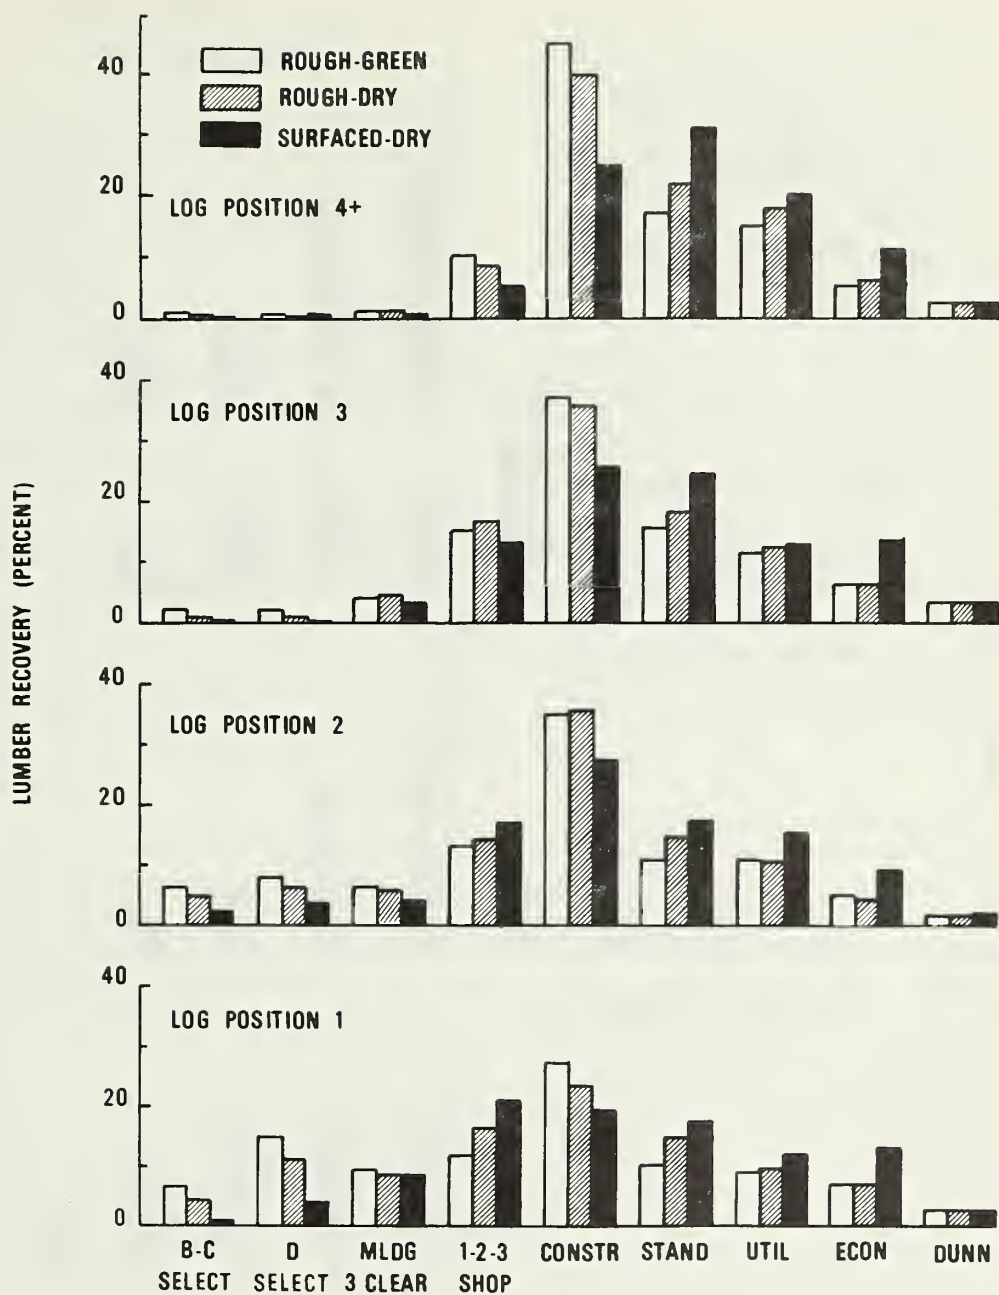 40
ROUGH-GREEN
ROUGH-DRY
SURFACED-DRY
20
LOG POSITION 4+
0
40
LOG POSITION 3
20
0
LUMBER RECOVERY (PERCENT)
40
LOG POSITION 2
20
0
40
LOG POSITION 1
20
0
B-C D MLDG 1-2-3 CONSTR STAND UTIL ECON DUNN
SELECT SELECT 3 CLEAR SHOP